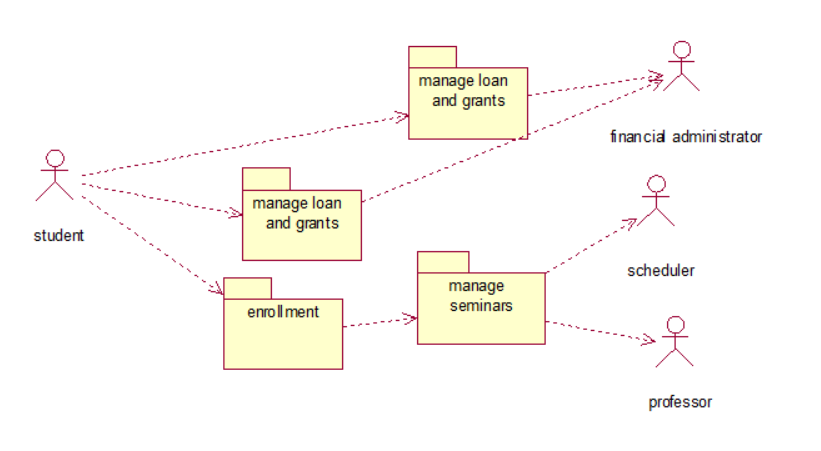 manage loan
and grants
financial administrator
student
manage loan
and grants
scheduler
enrollment
manage
seminars
professor